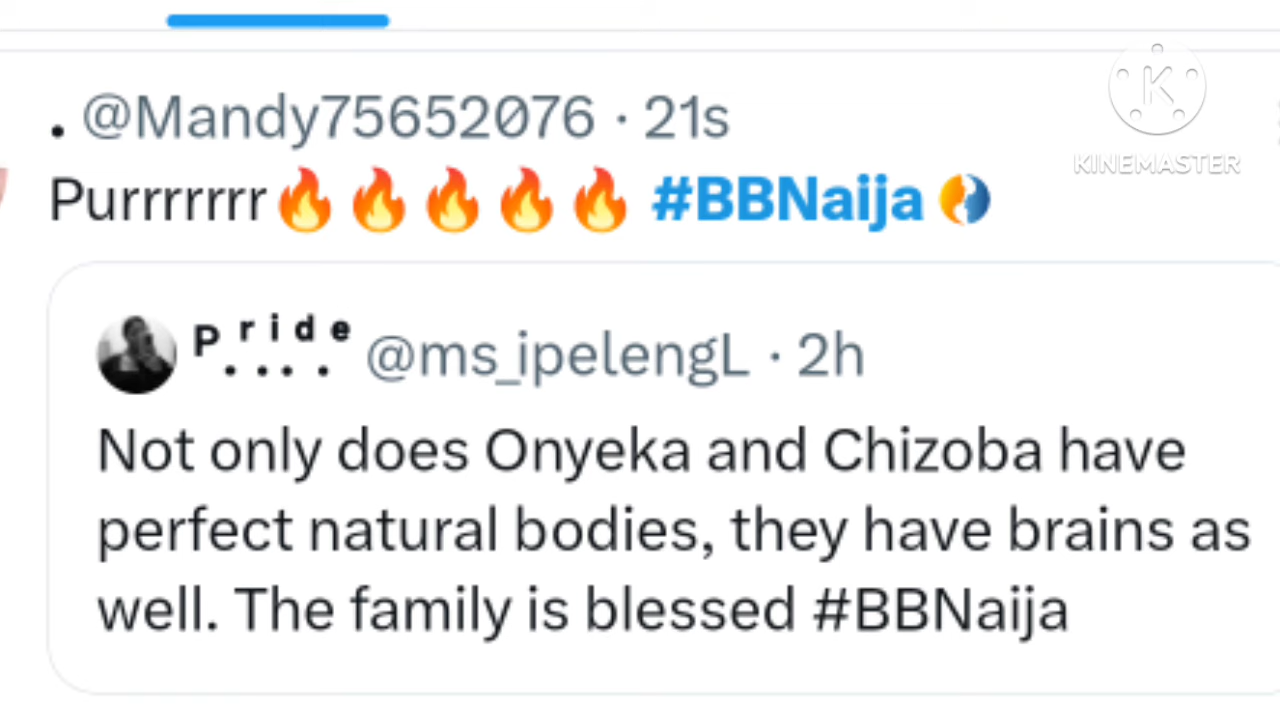 . @Mandy75652076 · 21s
KINEMASTER
Purrrrrrr🔥🔥🔥🔥🔥 #BBNaija
Pride @ms_ipelengL · 2h
Not only does Onyeka and Chizoba have
perfect natural bodies, they have brains as
well. The family is blessed #BBNaija